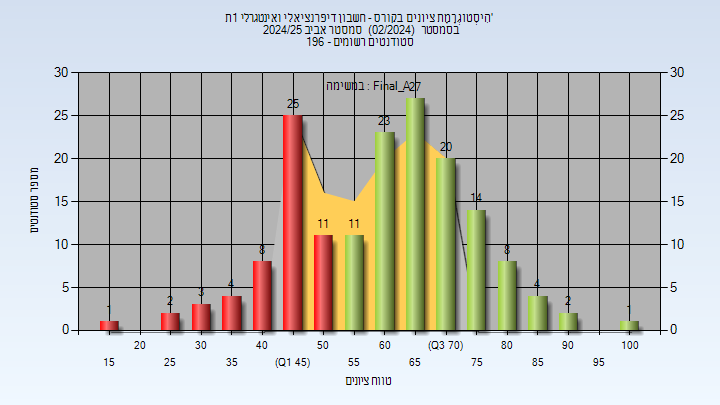 היסטוגרמת ציונים בקורס - חשבון דיפרנציאלי ואינטגרלי 1ת'
בסמסטר (02/2024) סמסטר אביב 2024/25
סטודנטים רשומים - 196
במשימה : Final_A
30 25 20 15 10 5 0
מספר סטודנטים
1 2 3 4 8 25 11 11 23 27 20 14 8 4 2 1
30 25 20 15 10 5 0
20 30 40 50 60 (Q3 70) 80 90 100
15 25 35 (Q1 45) 55 65 75 85 95
טווח ציונים